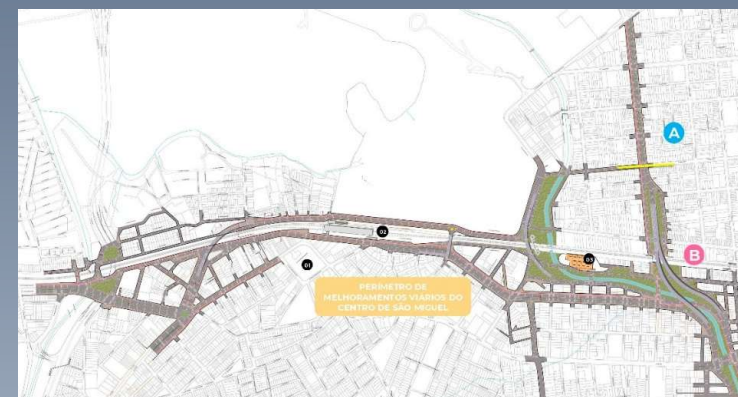 A
02
B
03
01
PERÍMETRO DE
MELHORAMENTOS VIÁRIOS DO
CENTRO DE SÃO MIGUEL